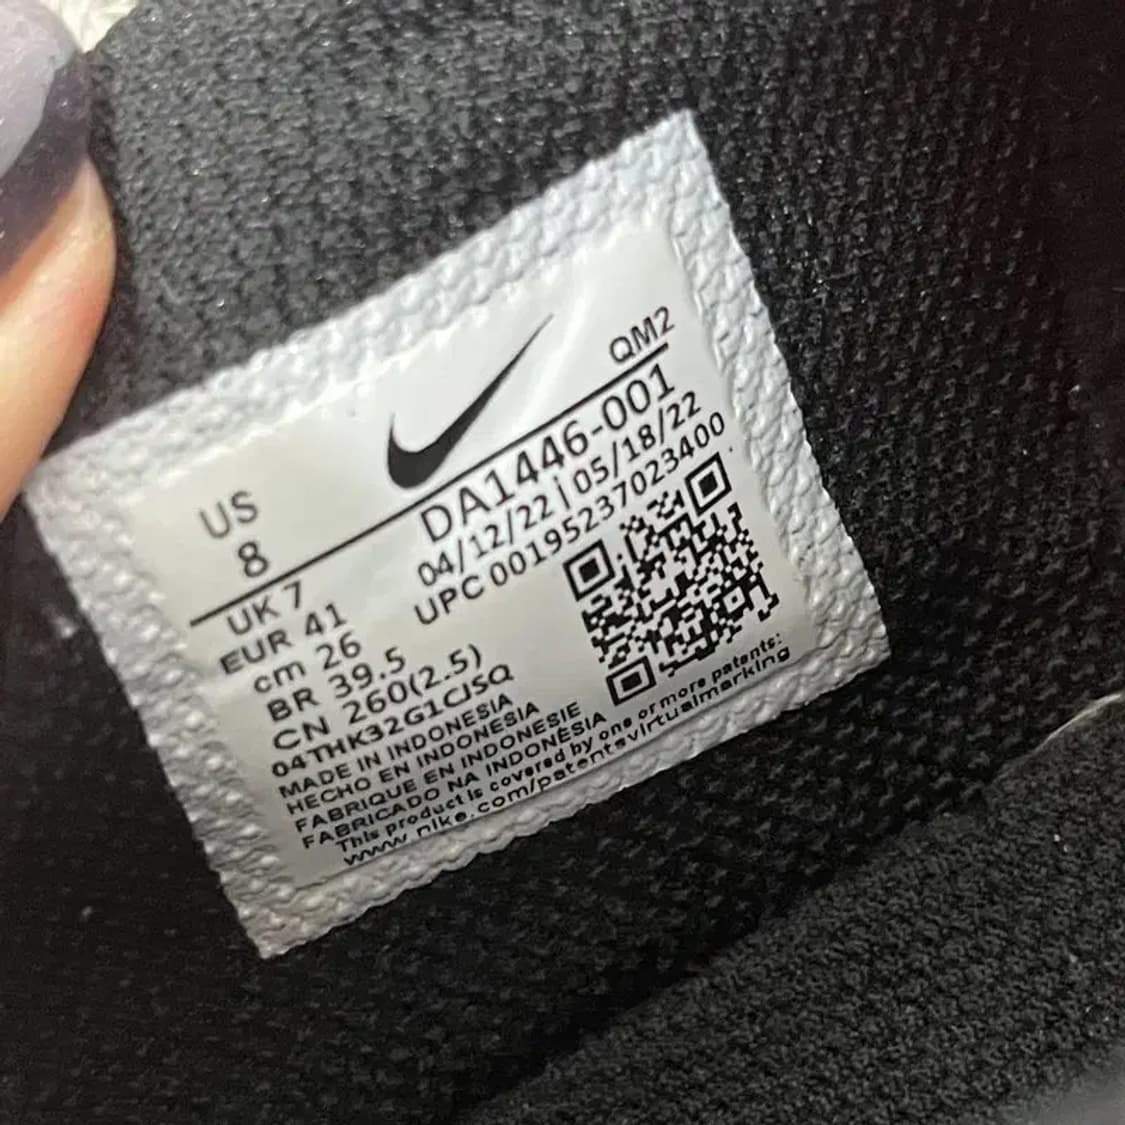 QM2
US
8
DA1446-001
04/12/22 | 05/18/22
UPC 00195237023400
UK 7
EUR 41
cm 26
BR 39.5
CN 260(2.5)
04THK32G1CJSQ
MADE IN INDONESIA
HECHO EN INDONESIA
FABRIQUE EN INDONESIE
FABRICADO NA INDONÉSIA
This product is covered by one or more patents:
www.nike.com/patentsvirtualmarking